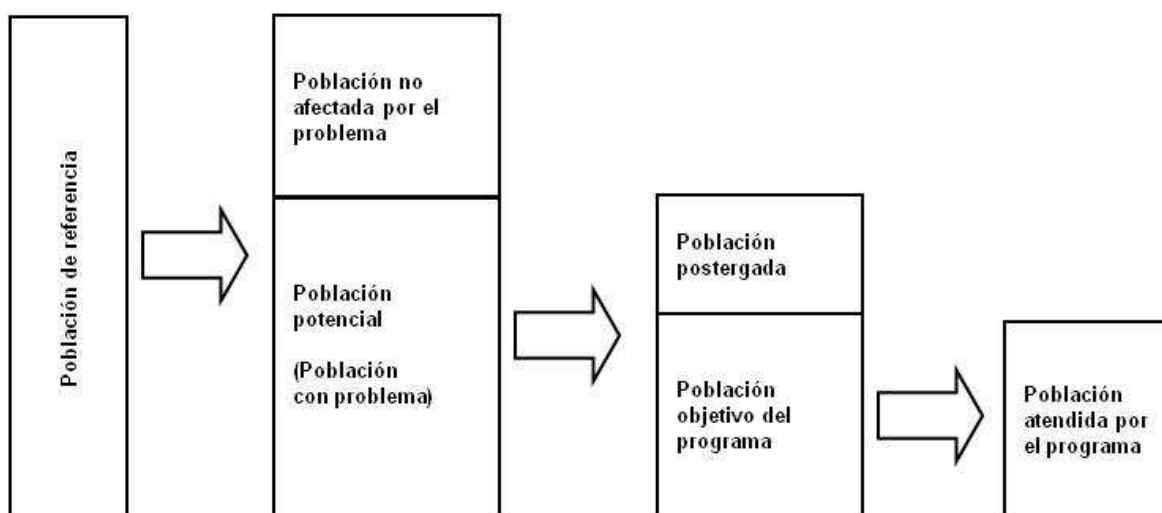 Población de referencia
Población no
afectada por el
problema
Población
potencial
(Población
con problema)
Población
postergada
Población
objetivo del
programa
Población
atendida por
el programa